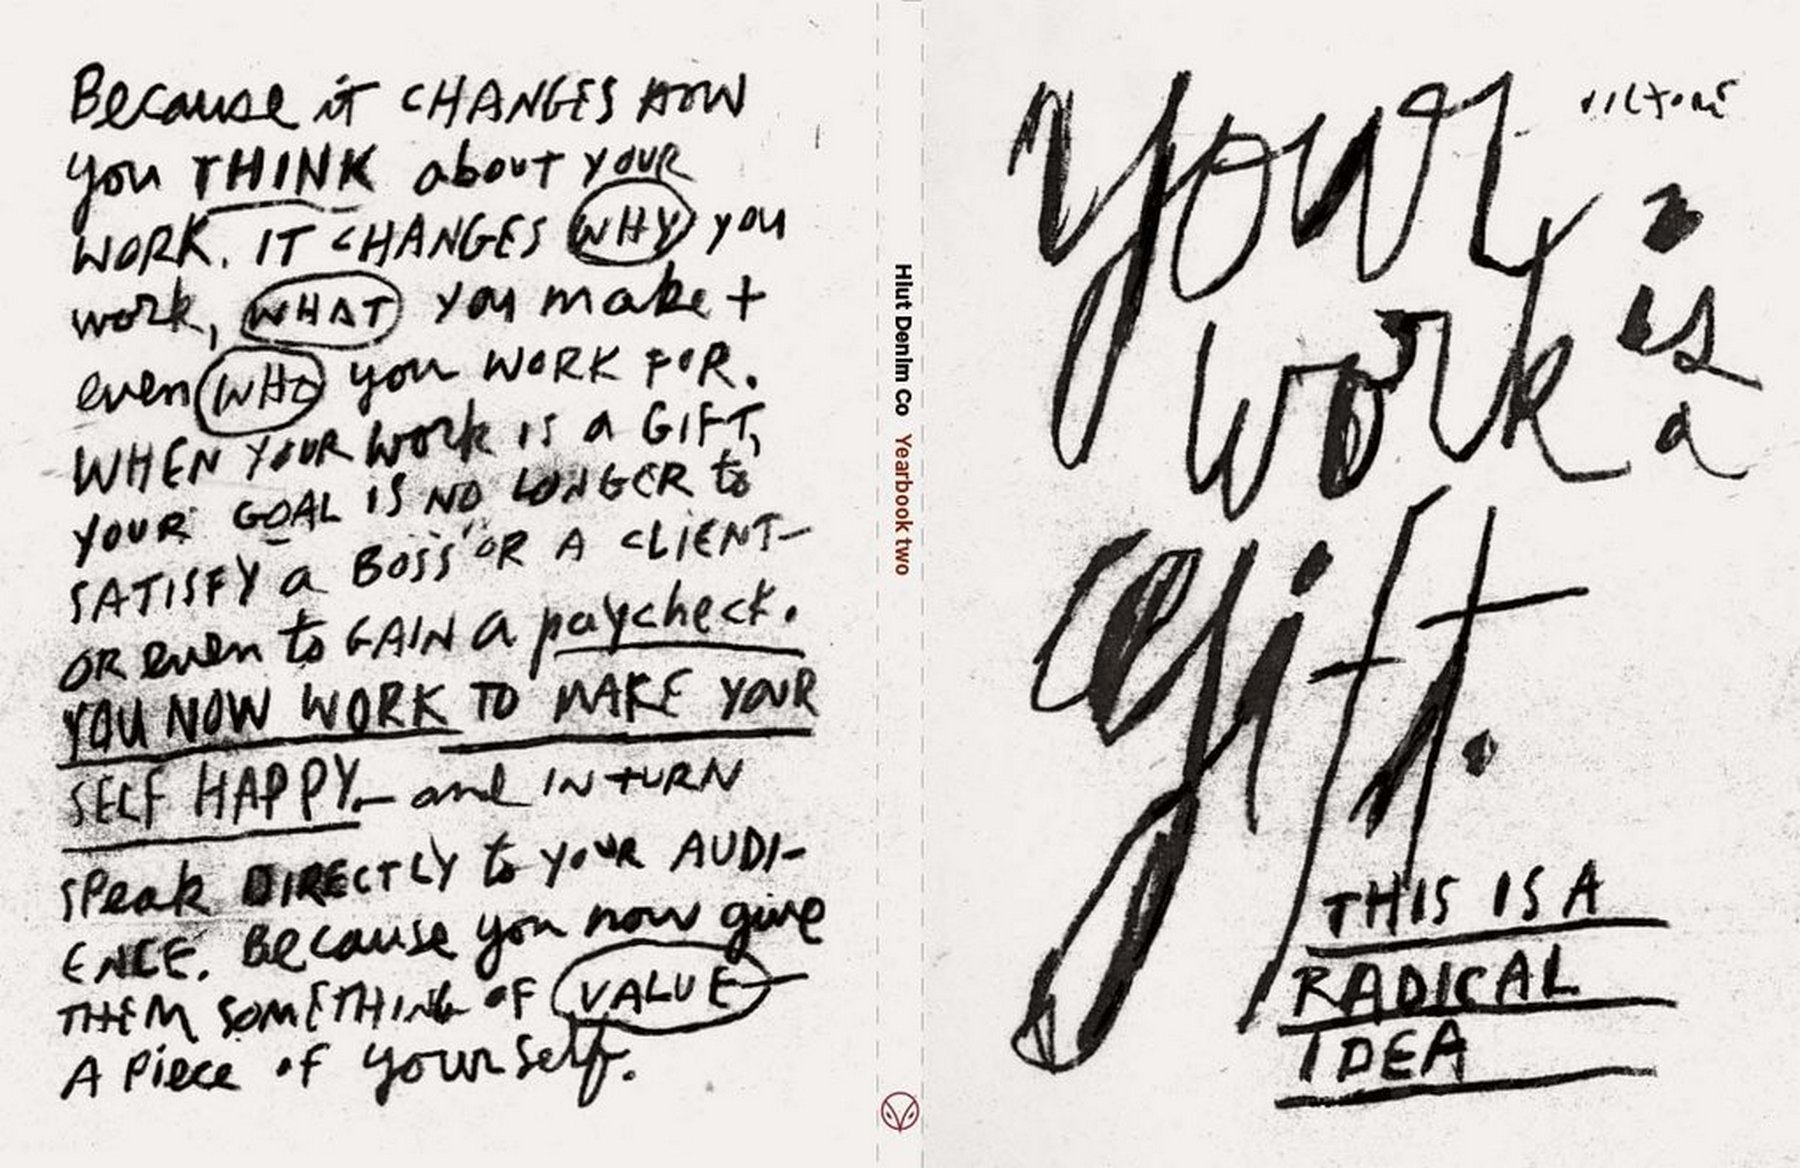 Because it CHANGES HOW
you THINK about YOUR
WORK. IT CHANGES WHY you
work, WHAT you make +
even WHO you WORK FOR.
WHEN YOUR work is a GIFT,
YOUR GOAL IS NO LONGER to
SATISFY a "BOSS" OR A CLIENT—
OR even to GAIN a paycheck.
YOU NOW WORK TO MAKE YOUR
SELF HAPPY— and IN TURN
SPeak DIRECTLY to YOUR AUDI-
ENCE. Because you now give
THEM SOMETHING OF VALUE—
A Piece of yourself.
Hiut Denim Co Yearbook two
your
work is a
gift.
THIS IS A
RADICAL
IDEA